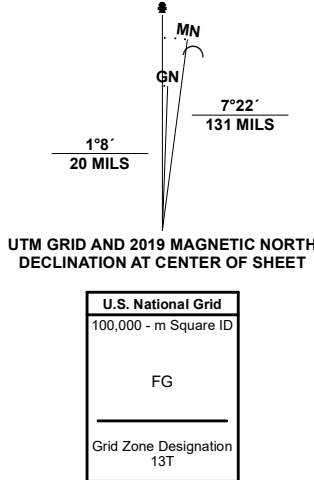 MN
GN
7°22´
131 MILS
1°8´
20 MILS
UTM GRID AND 2019 MAGNETIC NORTH
DECLINATION AT CENTER OF SHEET
U.S. National Grid
100,000 - m Square ID
FG
Grid Zone Designation
13T